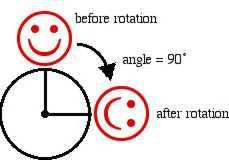 before rotation
angle = 90°
after rotation